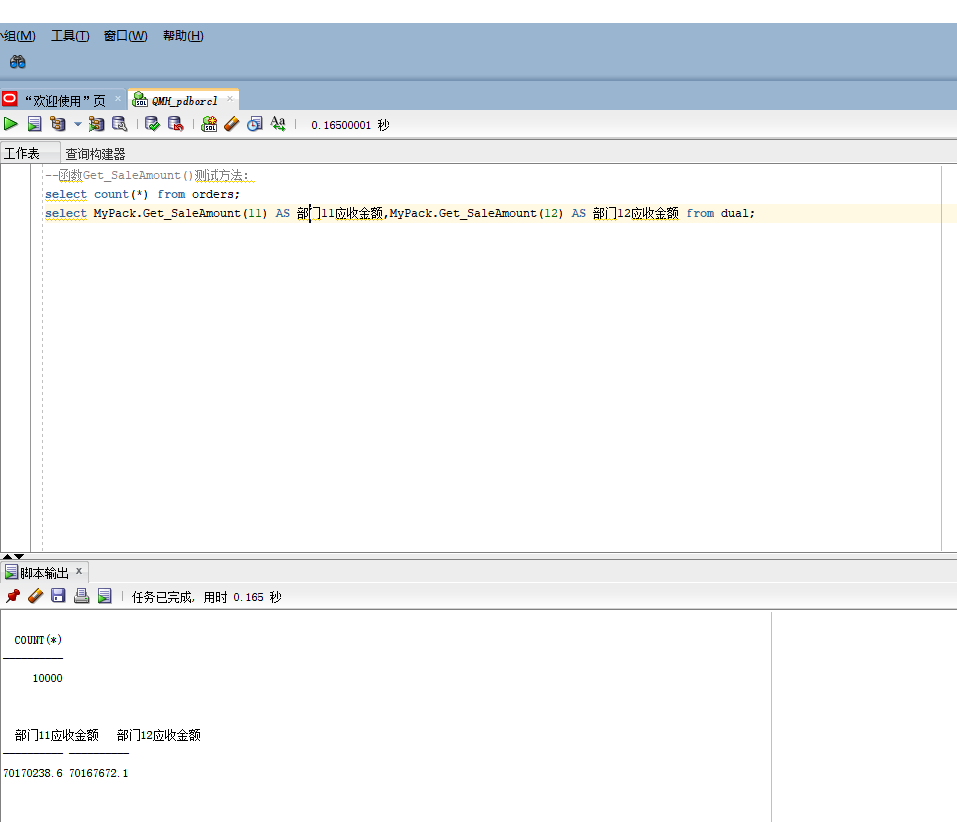 小组(M) 工具(T) 窗口(W) 帮助(H)
“欢迎使用”页 QMH_pdborcl
0.16500001 秒
工作表 查询构建器
--函数Get_SaleAmount()测试方法:
select count(*) from orders;
select MyPack.Get_SaleAmount(11) AS 部门11应收金额,MyPack.Get_SaleAmount(12) AS 部门12应收金额 from dual;
脚本输出
任务已完成, 用时 0.165 秒
COUNT(*)
----------
10000
部门11应收金额 部门12应收金额
---------- ----------
70170238.6 70167672.1